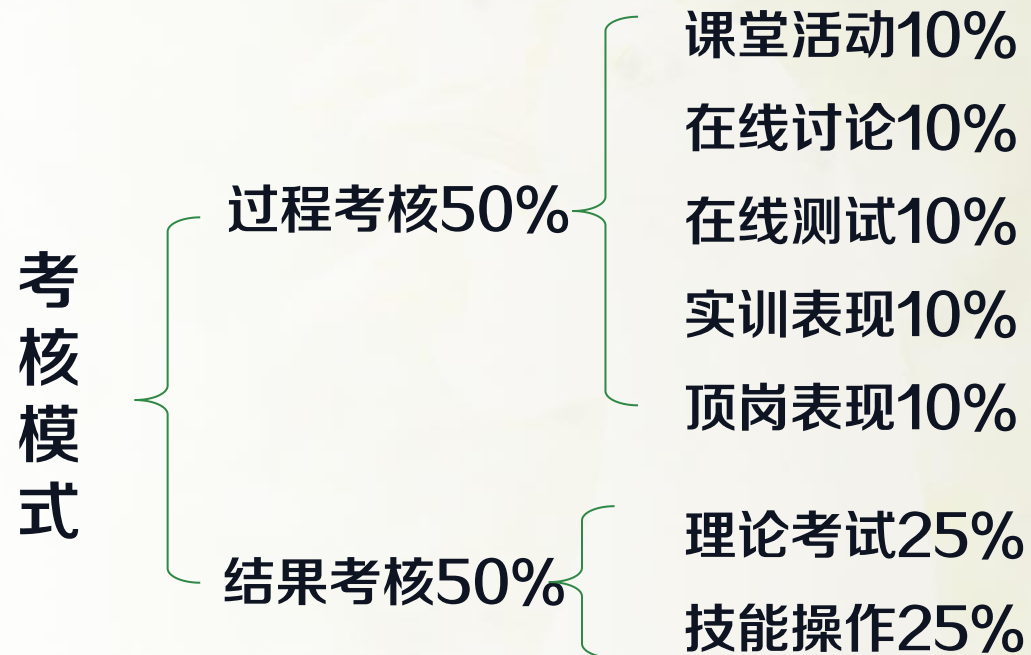 考核模式
过程考核50%
课堂活动10%
在线讨论10%
在线测试10%
实训表现10%
顶岗表现10%
结果考核50%
理论考试25%
技能操作25%